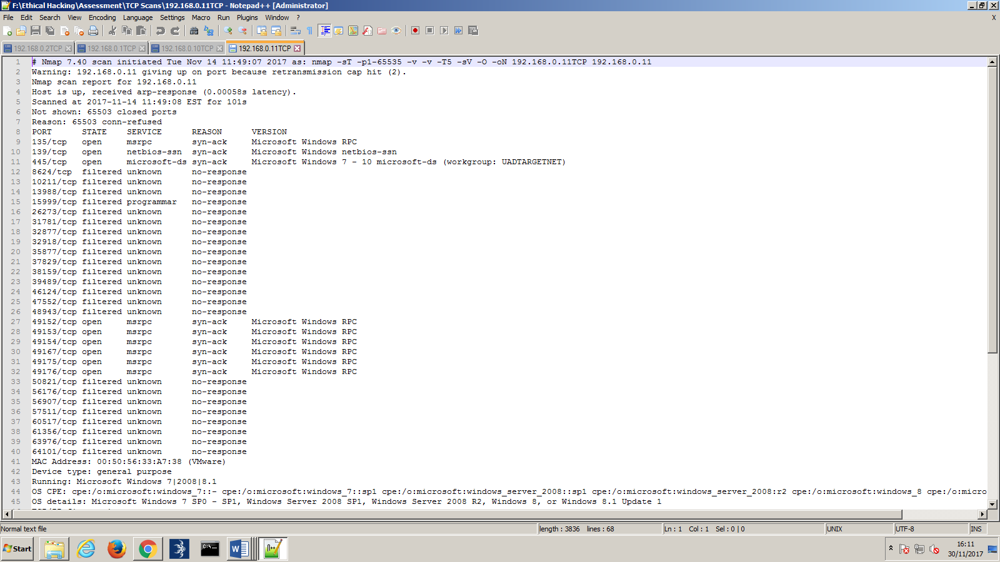 F:\Ethical Hacking\Assessment\TCP Scans\192.168.0.11TCP - Notepad++ [Administrator]
File Edit Search View Encoding Language Settings Macro Run Plugins Window ? X
192.168.0.2TCP 192.168.0.1TCP 192.168.0.10TCP 192.168.0.11TCP
1 # Nmap 7.40 scan initiated Tue Nov 14 11:49:07 2017 as: nmap -sT -p1-65535 -v -v -T5 -sV -O -oN 192.168.0.11TCP 192.168.0.11
2 Warning: 192.168.0.11 giving up on port because retransmission cap hit (2).
3 Nmap scan report for 192.168.0.11
4 Host is up, received arp-response (0.00058s latency).
5 Scanned at 2017-11-14 11:49:08 EST for 101s
6 Not shown: 65503 closed ports
7 Reason: 65503 conn-refused
8 PORT STATE SERVICE REASON VERSION
9 135/tcp open msrpc syn-ack Microsoft Windows RPC
10 139/tcp open netbios-ssn syn-ack Microsoft Windows netbios-ssn
11 445/tcp open microsoft-ds syn-ack Microsoft Windows 7 - 10 microsoft-ds (workgroup: UADTARGETNET)
12 8624/tcp filtered unknown no-response
13 10211/tcp filtered unknown no-response
14 13988/tcp filtered unknown no-response
15 15999/tcp filtered programmar no-response
16 26273/tcp filtered unknown no-response
17 31781/tcp filtered unknown no-response
18 32877/tcp filtered unknown no-response
19 32918/tcp filtered unknown no-response
20 35877/tcp filtered unknown no-response
21 37829/tcp filtered unknown no-response
22 38159/tcp filtered unknown no-response
23 39489/tcp filtered unknown no-response
24 46124/tcp filtered unknown no-response
25 47552/tcp filtered unknown no-response
26 48943/tcp filtered unknown no-response
27 49152/tcp open msrpc syn-ack Microsoft Windows RPC
28 49153/tcp open msrpc syn-ack Microsoft Windows RPC
29 49154/tcp open msrpc syn-ack Microsoft Windows RPC
30 49167/tcp open msrpc syn-ack Microsoft Windows RPC
31 49175/tcp open msrpc syn-ack Microsoft Windows RPC
32 49176/tcp open msrpc syn-ack Microsoft Windows RPC
33 50821/tcp filtered unknown no-response
34 56176/tcp filtered unknown no-response
35 56907/tcp filtered unknown no-response
36 57511/tcp filtered unknown no-response
37 60517/tcp filtered unknown no-response
38 61356/tcp filtered unknown no-response
39 63976/tcp filtered unknown no-response
40 64101/tcp filtered unknown no-response
41 MAC Address: 00:50:56:33:A7:38 (VMware)
42 Device type: general purpose
43 Running: Microsoft Windows 7|2008|8.1
44 OS CPE: cpe:/o:microsoft:windows_7::- cpe:/o:microsoft:windows_7::sp1 cpe:/o:microsoft:windows_server_2008::sp1 cpe:/o:microsoft:windows_server_2008:r2 cpe:/o:microsoft:windows_8 cpe:/o:micro
45 OS details: Microsoft Windows 7 SP0 - SP1, Windows Server 2008 SP1, Windows Server 2008 R2, Windows 8, or Windows 8.1 Update 1
Normal text file length : 3836 lines : 68 Ln : 1 Col : 1 Sel : 0 | 0 UNIX UTF-8 INS
Start 16:11
30/11/2017